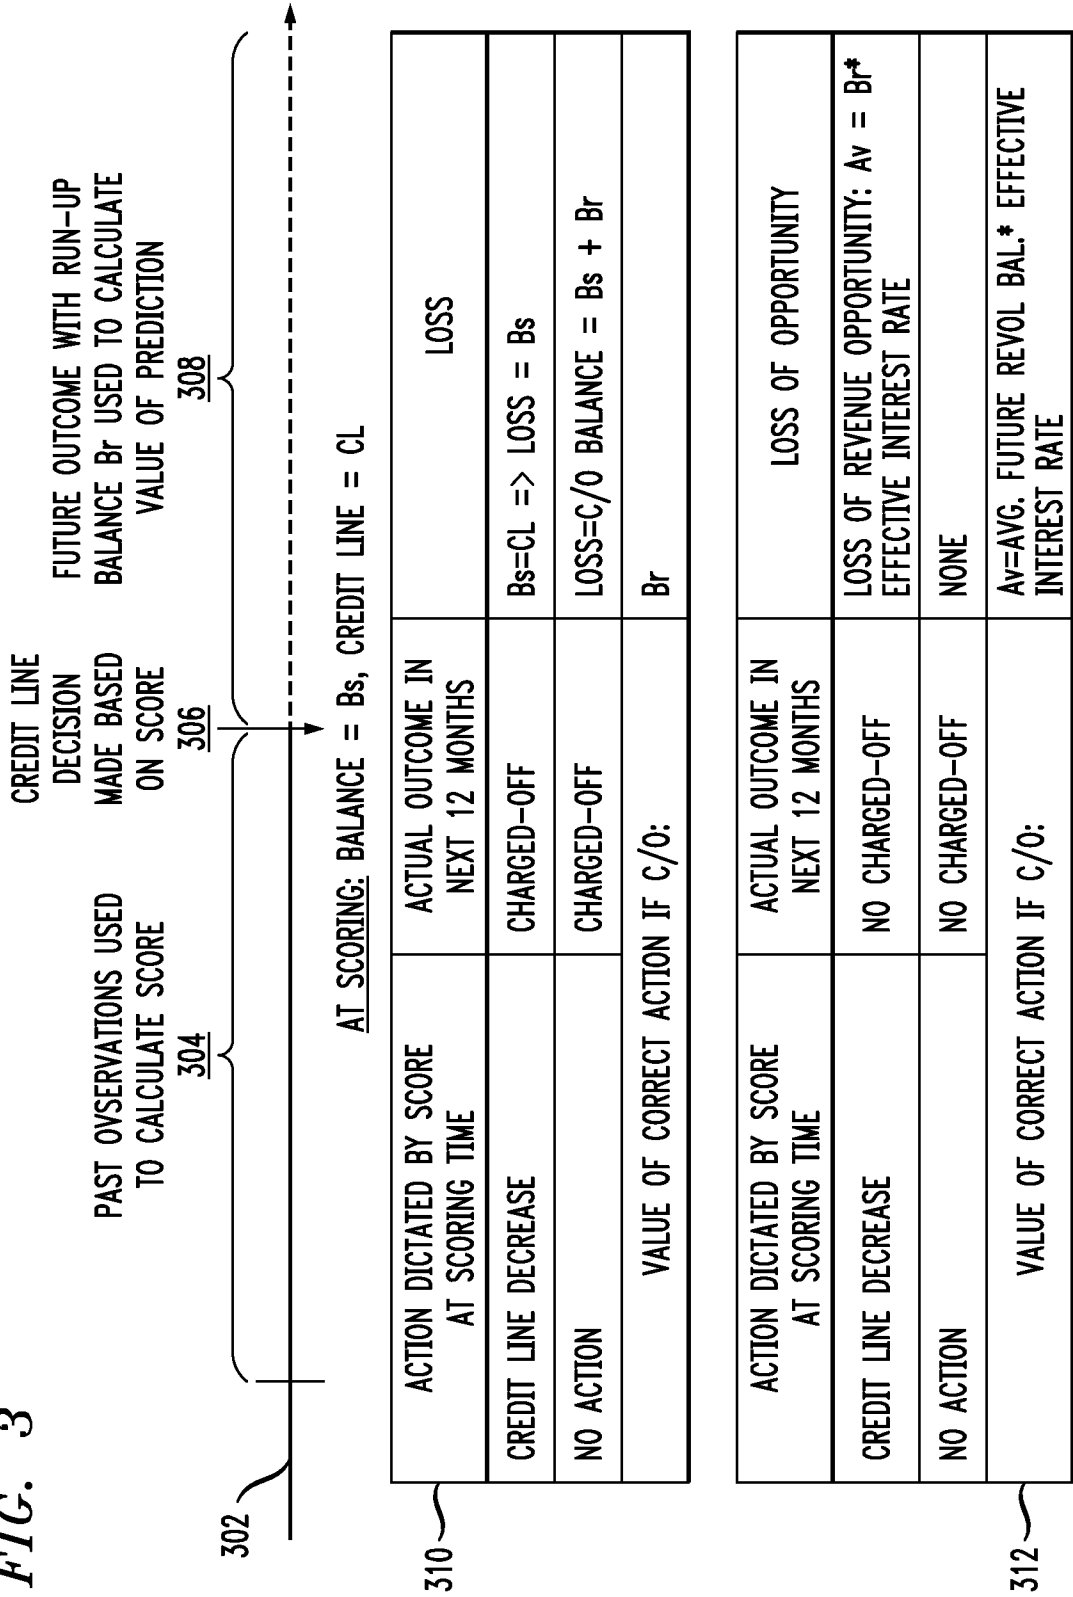 FIG. 3
PAST OVSERVATIONS USED
TO CALCULATE SCORE
304
CREDIT LINE
DECISION
MADE BASED
ON SCORE
306
FUTURE OUTCOME WITH RUN-UP
BALANCE Br USED TO CALCULATE
VALUE OF PREDICTION
308
302
AT SCORING: BALANCE = Bs, CREDIT LINE = CL
310
ACTION DICTATED BY SCORE
AT SCORING TIME
ACTUAL OUTCOME IN
NEXT 12 MONTHS
LOSS
CREDIT LINE DECREASE
CHARGED-OFF
Bs=CL => LOSS = Bs
NO ACTION
CHARGED-OFF
LOSS=C/O BALANCE = Bs + Br
VALUE OF CORRECT ACTION IF C/O:
Br
ACTION DICTATED BY SCORE
AT SCORING TIME
ACTUAL OUTCOME IN
NEXT 12 MONTHS
LOSS OF OPPORTUNITY
CREDIT LINE DECREASE
NO CHARGED-OFF
LOSS OF REVENUE OPPORTUNITY: Av = Br*
EFFECTIVE INTEREST RATE
NO ACTION
NO CHARGED-OFF
NONE
312
VALUE OF CORRECT ACTION IF C/O:
Av=AVG. FUTURE REVOL BAL.* EFFECTIVE
INTEREST RATE